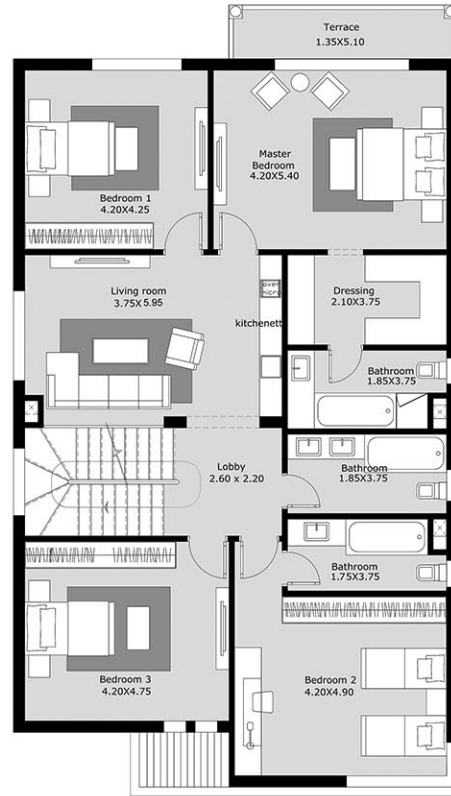 Terrace
1.35X5.10
Master
Bedroom
4.20X5.40
Bedroom 1
4.20X4.25
Living room
3.75X5.95
oven
micro
kitchenett
Dressing
2.10X3.75
Bathroom
1.85X3.75
Lobby
2.60 x 2.20
Bathroom
1.85X3.75
Bathroom
1.75X3.75
Bedroom 3
4.20X4.75
Bedroom 2
4.20X4.90